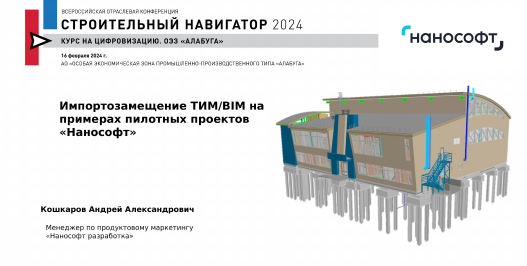 ВСЕРОССИЙСКАЯ ОТРАСЛЕВАЯ КОНФЕРЕНЦИЯ
СТРОИТЕЛЬНЫЙ НАВИГАТОР 2024
КУРС НА ЦИФРОВИЗАЦИЮ. ОЭЗ «АЛАБУГА»
16 февраля 2024 г.
АО «ОСОБАЯ ЭКОНОМИЧЕСКАЯ ЗОНА ПРОМЫШЛЕННО-ПРОИЗВОДСТВЕННОГО ТИПА «АЛАБУГА»
НАНОСОФТ
Импортозамещение ТИМ/BIM на
примерах пилотных проектов
«Нанософт»
Кошкаров Андрей Александрович
Менеджер по продуктовому маркетингу
«Нанософт разработка»